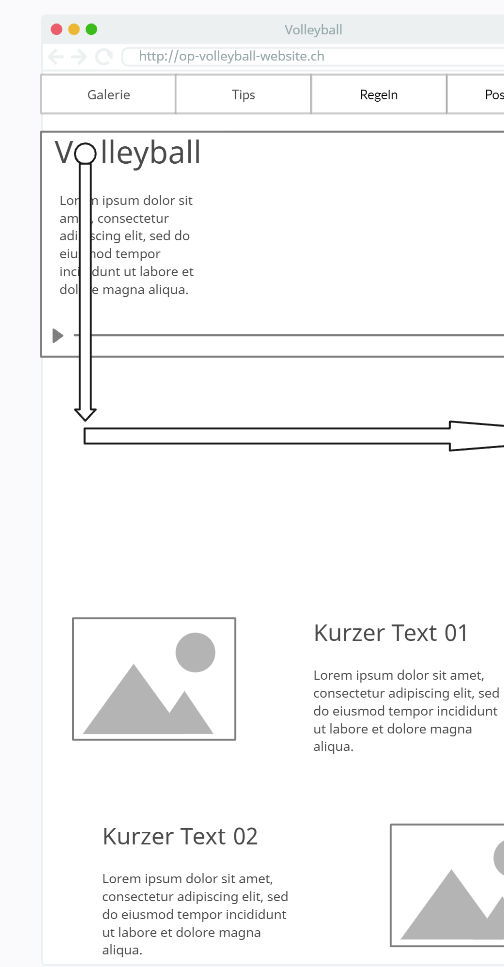 Volleyball
http://op-volleyball-website.ch
Galerie
Tips
Regeln
Pos
Volleyball
Lorem ipsum dolor sit
amet, consectetur
adipiscing elit, sed do
eiusmod tempor
incididunt ut labore et
dolore magna aliqua.
Kurzer Text 01
Lorem ipsum dolor sit amet,
consectetur adipiscing elit, sed
do eiusmod tempor incididunt
ut labore et dolore magna
aliqua.
Kurzer Text 02
Lorem ipsum dolor sit amet,
consectetur adipiscing elit, sed
do eiusmod tempor incididunt
ut labore et dolore magna
aliqua.